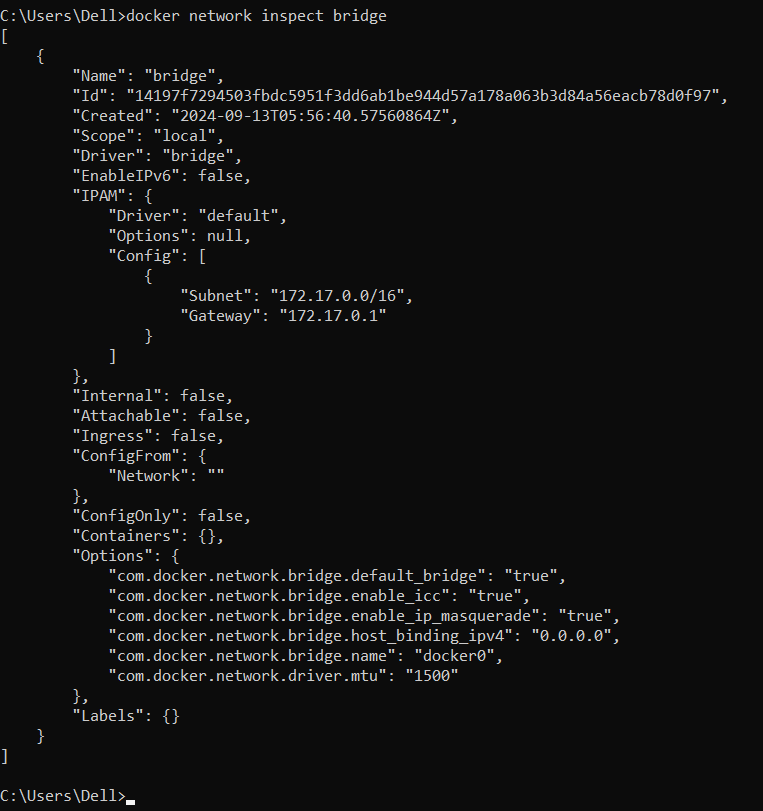 C:\Users\Dell>docker network inspect bridge
[
    {
        "Name": "bridge",
        "Id": "14197f7294503fbdc5951f3dd6ab1be944d57a178a063b3d84a56eacb78d0f97",
        "Created": "2024-09-13T05:56:40.57560864Z",
        "Scope": "local",
        "Driver": "bridge",
        "EnableIPv6": false,
        "IPAM": {
            "Driver": "default",
            "Options": null,
            "Config": [
                {
                    "Subnet": "172.17.0.0/16",
                    "Gateway": "172.17.0.1"
                }
            ]
        },
        "Internal": false,
        "Attachable": false,
        "Ingress": false,
        "ConfigFrom": {
            "Network": ""
        },
        "ConfigOnly": false,
        "Containers": {},
        "Options": {
            "com.docker.network.bridge.default_bridge": "true",
            "com.docker.network.bridge.enable_icc": "true",
            "com.docker.network.bridge.enable_ip_masquerade": "true",
            "com.docker.network.bridge.host_binding_ipv4": "0.0.0.0",
            "com.docker.network.bridge.name": "docker0",
            "com.docker.network.driver.mtu": "1500"
        },
        "Labels": {}
    }
]
C:\Users\Dell>